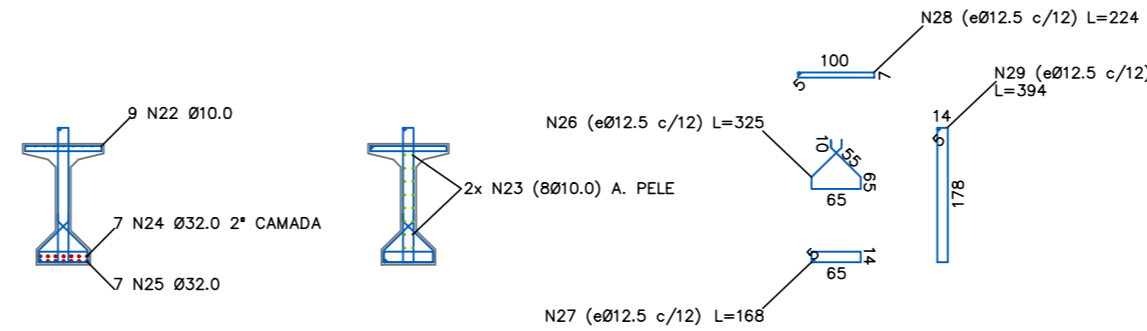 9 N22 Ø10.0
7 N24 Ø32.0 2ª CAMADA
7 N25 Ø32.0
2x N23 (8Ø10.0) A. PELE
N28 (eØ12.5 c/12) L=224
100
5
7
N26 (eØ12.5 c/12) L=325
10
55
65
65
5
14
65
N27 (eØ12.5 c/12) L=168
N29 (eØ12.5 c/12)
L=394
14
5
178